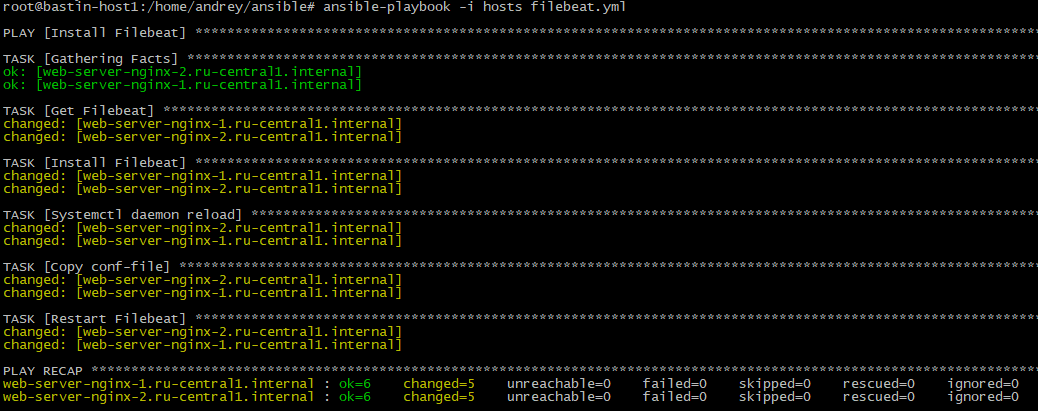 root@bastin-host1:/home/andrey/ansible# ansible-playbook -i hosts filebeat.yml
PLAY [Install Filebeat] *********************************************************************************************************
TASK [Gathering Facts] **********************************************************************************************************
ok: [web-server-nginx-2.ru-central1.internal]
ok: [web-server-nginx-1.ru-central1.internal]
TASK [Get Filebeat] *************************************************************************************************************
changed: [web-server-nginx-1.ru-central1.internal]
changed: [web-server-nginx-2.ru-central1.internal]
TASK [Install Filebeat] *********************************************************************************************************
changed: [web-server-nginx-1.ru-central1.internal]
changed: [web-server-nginx-2.ru-central1.internal]
TASK [Systemctl daemon reload] **************************************************************************************************
changed: [web-server-nginx-2.ru-central1.internal]
changed: [web-server-nginx-1.ru-central1.internal]
TASK [Copy conf-file] ***********************************************************************************************************
changed: [web-server-nginx-2.ru-central1.internal]
changed: [web-server-nginx-1.ru-central1.internal]
TASK [Restart Filebeat] *********************************************************************************************************
changed: [web-server-nginx-2.ru-central1.internal]
changed: [web-server-nginx-1.ru-central1.internal]
PLAY RECAP **********************************************************************************************************************
web-server-nginx-1.ru-central1.internal : ok=6    changed=5    unreachable=0    failed=0    skipped=0    rescued=0    ignored=0
web-server-nginx-2.ru-central1.internal : ok=6    changed=5    unreachable=0    failed=0    skipped=0    rescued=0    ignored=0